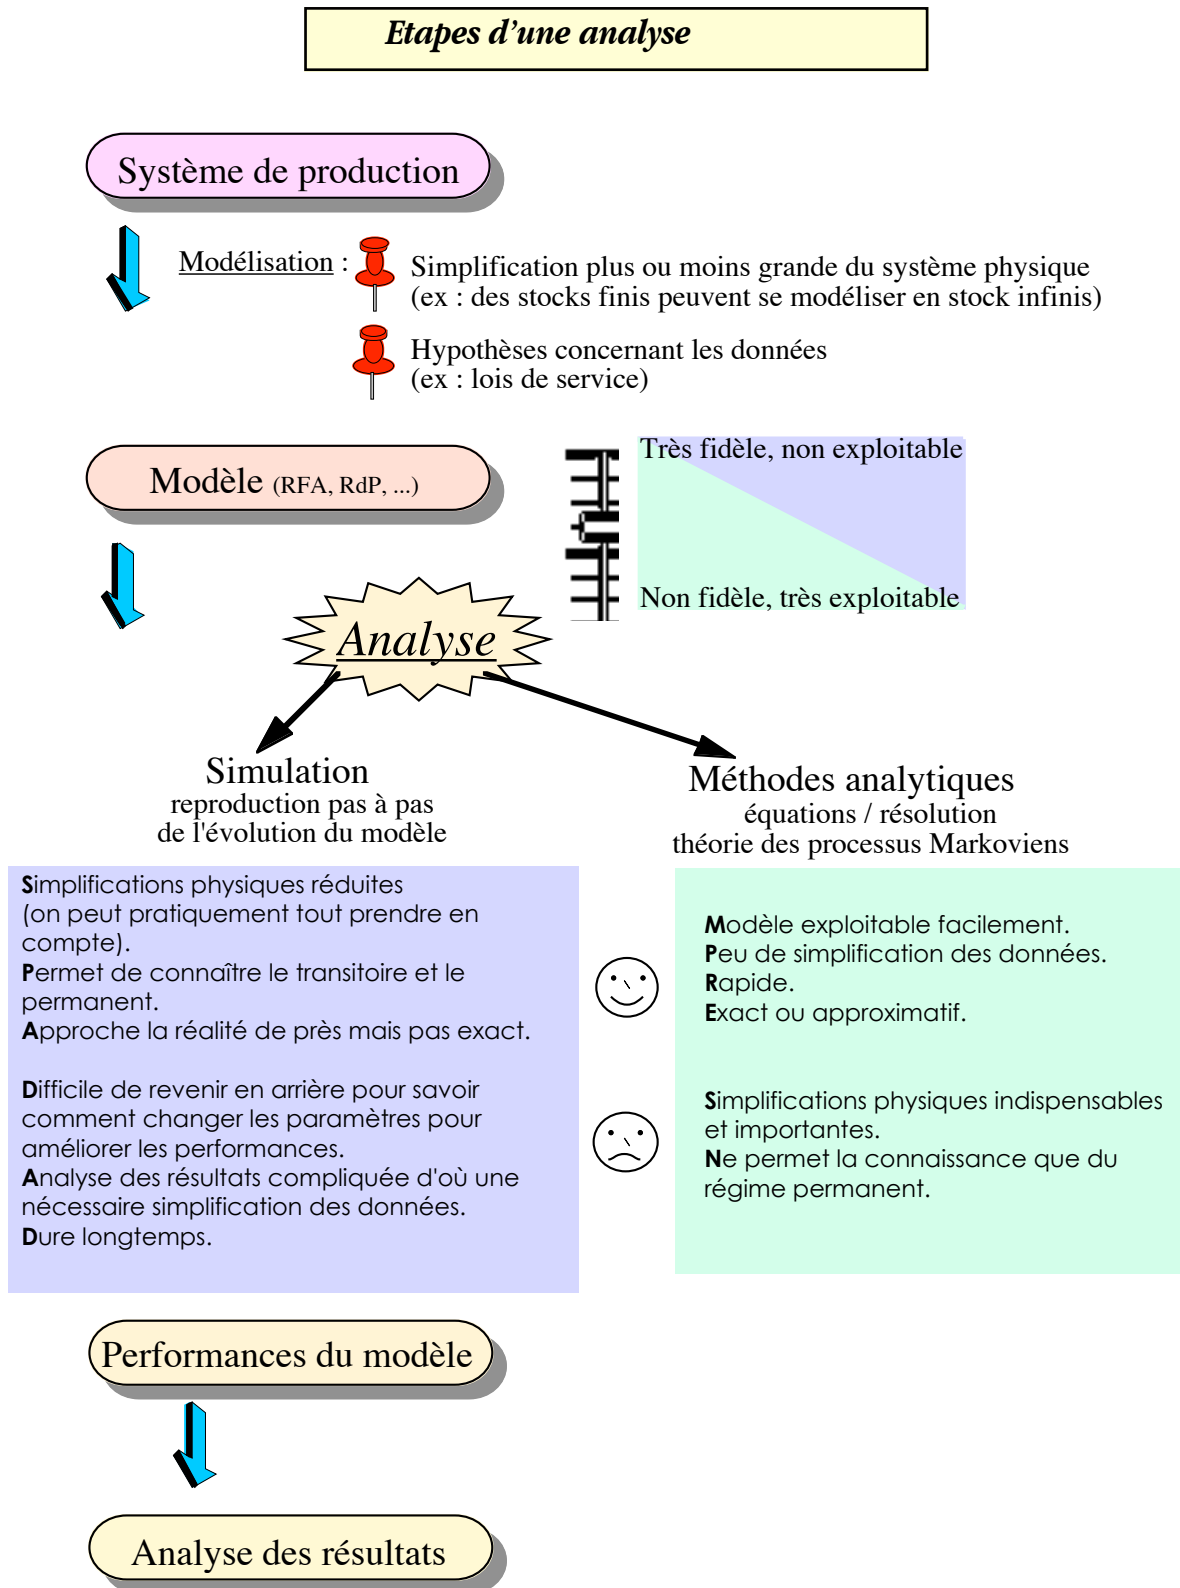 Etapes d'une analyse
Système de production
Modélisation :
Simplification plus ou moins grande du système physique
(ex : des stocks finis peuvent se modéliser en stock infinis)
Hypothèses concernant les données
(ex : lois de service)
Modèle (RFA, RdP, ...)
Très fidèle, non exploitable
Non fidèle, très exploitable
Analyse
Simulation
reproduction pas à pas
de l'évolution du modèle
Méthodes analytiques
équations / résolution
théorie des processus Markoviens
Simplifications physiques réduites
(on peut pratiquement tout prendre en
compte).
Permet de connaître le transitoire et le
permanent.
Approche la réalité de près mais pas exact.
Difficile de revenir en arrière pour savoir
comment changer les paramètres pour
améliorer les performances.
Analyse des résultats compliquée d'où une
nécessaire simplification des données.
Dure longtemps.
Modèle exploitable facilement.
Peu de simplification des données.
Rapide.
Exact ou approximatif.
Simplifications physiques indispensables
et importantes.
Ne permet la connaissance que du
régime permanent.
Performances du modèle
Analyse des résultats